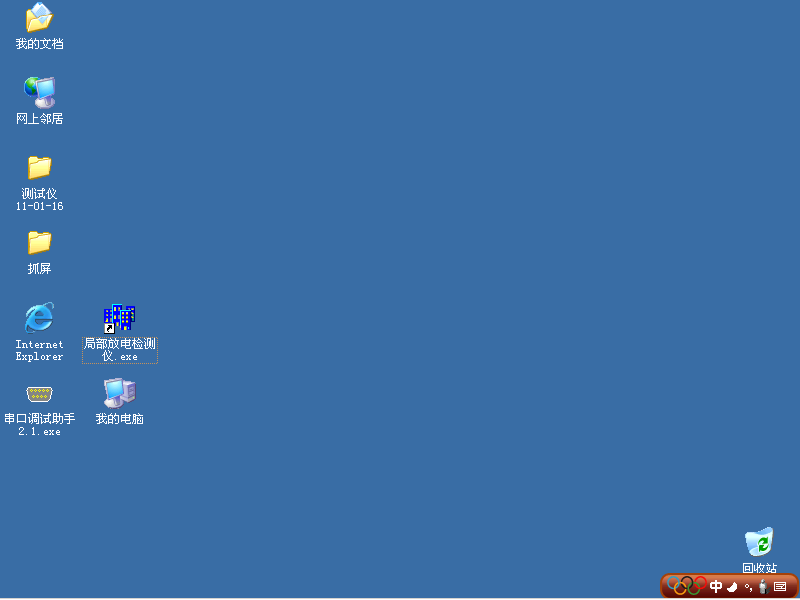 我的文档
网上邻居
测试仪
11-01-16
抓屏
Internet
Explorer
局部放电检测
仪.exe
串口调试助手
2.1.exe
我的电脑
回收站
中